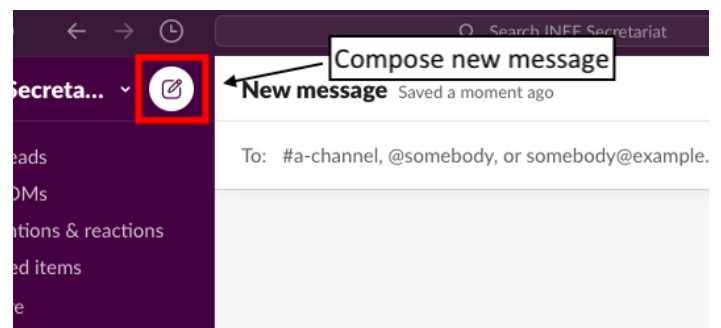 Search INEE Secretariat
Compose new message
Secreta...
New message Saved a moment ago
To: #a-channel, @somebody, or somebody@example.
eads
DMs
ntions & reactions
ed items
e